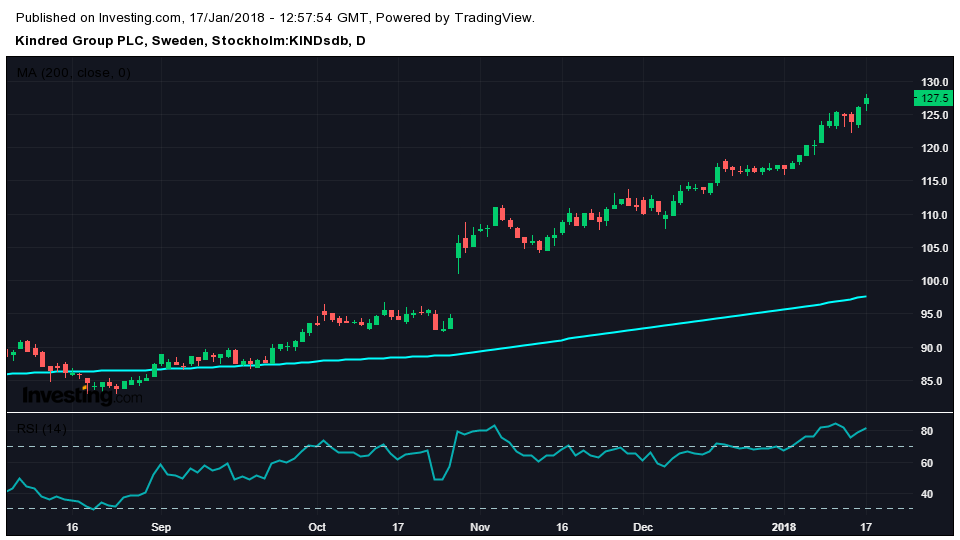 Published on Investing.com, 17/Jan/2018 - 12:57:54 GMT, Powered by TradingView.
Kindred Group PLC, Sweden, Stockholm:KINDsdb, D
MA (200, close, 0)
130.0
127.5
125.0
120.0
115.0
110.0
105.0
100.0
95.0
90.0
85.0
Investing.com
RSI (14)
80
60
40
16 Sep Oct 17 Nov 16 Dec 2018 17